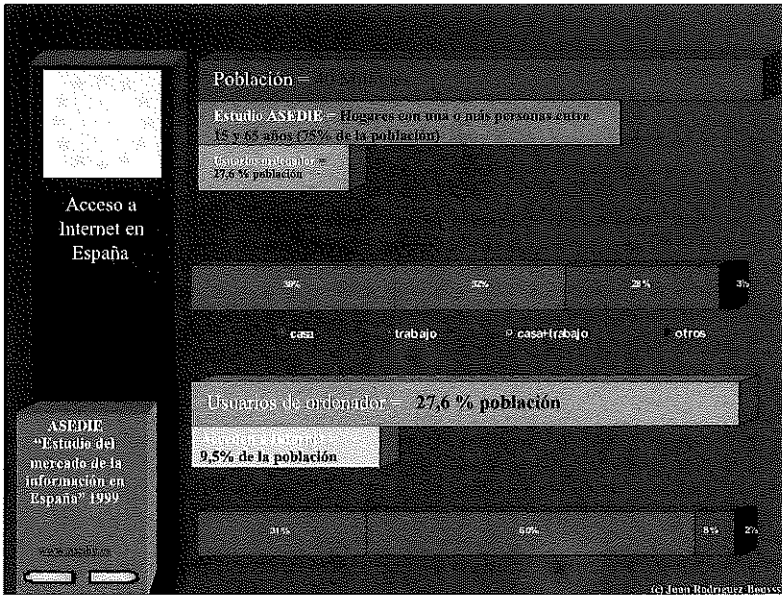 Población =
Estudio ASEDIE = Hogares con una o más personas entre
15 y 65 años (75% de la población)
Usuarios ordenador =
27,6 % población
Acceso a
Internet en
España
32%
28%
3%
casa
trabajo
casa+trabajo
otros
Usuarios de ordenador = 27,6 % población
9,5% de la población
ASEDIE
“Estudio del
mercado de la
información en
España” 1999
31%
60%
8%
2%
(c) Juan Rodriguez